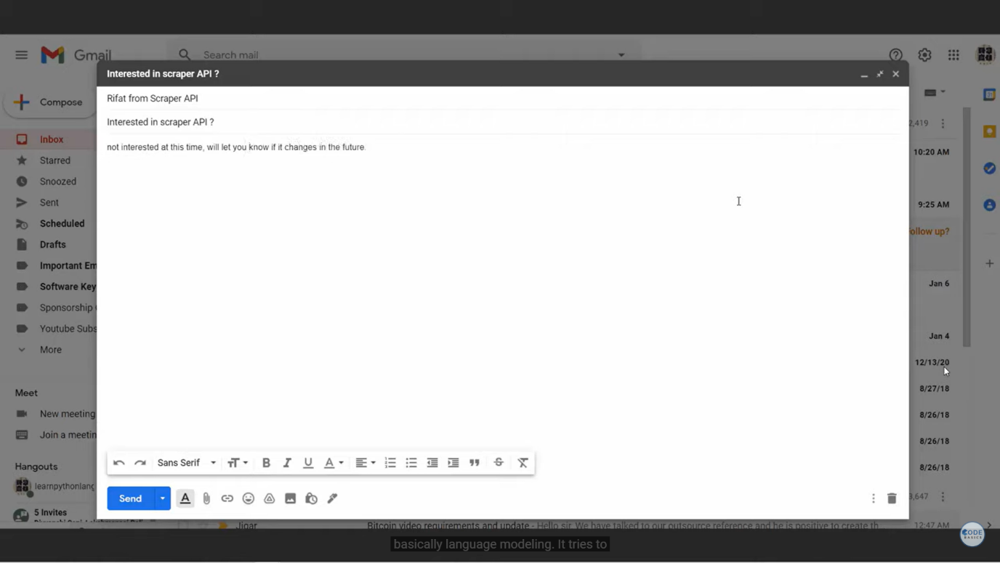 Gmail
Search mail
Interested in scraper API ?
Rifat from Scraper API
Interested in scraper API ?
not interested at this time, will let you know if it changes in the future
Compose
Inbox
Starred
Snoozed
Sent
Scheduled
Drafts
Important Em
Software Key
Sponsorship
Youtube Subs
More
Meet
New meeting
Join a meetin
Hangouts
learnpythonlang
5 Invites
2,419
10:20 AM
9:25 AM
Follow up?
Jan 6
Jan 4
12/13/20
8/27/18
8/26/18
8/26/18
8/26/18
3,647
Sans Serif
Send
Jigar Bitcoin video requirements and update - Hello sir. We have talked to our outsource reference and he is positive to create th 12:47 AM
basically language modeling. It tries to
CODE
BASICS